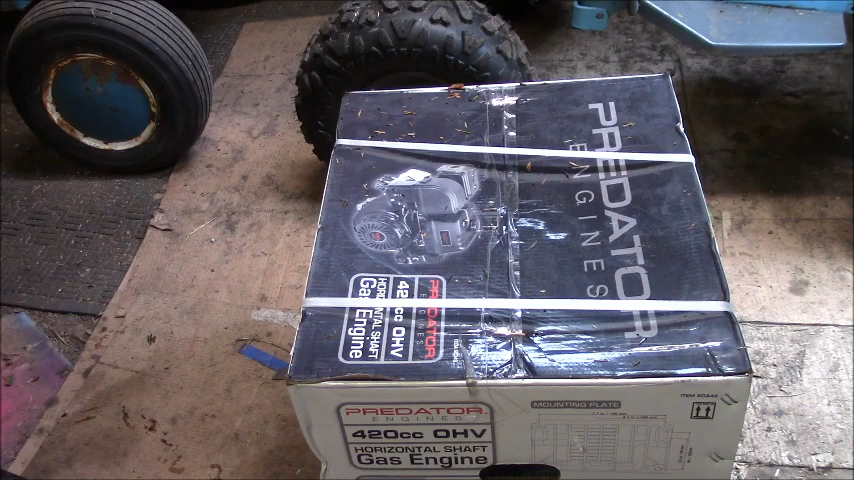 PREDATOR
ENGINES
PREDATOR
ENGINES
420cc OHV
HORIZONTAL SHAFT
Gas Engine
PREDATOR
ENGINES
420cc OHV
HORIZONTAL SHAFT
Gas Engine
MOUNTING PLATE
ITEM